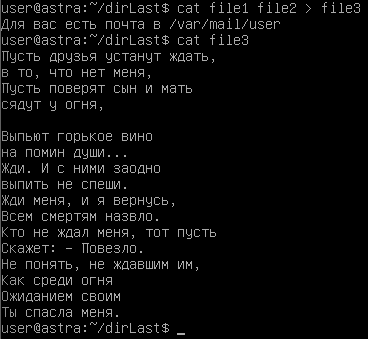 user@astra:~/dirLast$ cat file1 file2 > file3
Для вас есть почта в /var/mail/user
user@astra:~/dirLast$ cat file3
Пусть друзья устанут ждать,
в то, что нет меня,
Пусть поверят сын и мать
сядут у огня,

Выпьют горькое вино
на помин души...
Жди. И с ними заодно
выпить не спеши.
Жди меня, и я вернусь,
Всем смертям назвло.
Кто не ждал меня, тот пусть
Скажет: – Повезло.
Не понять, не ждавшим им,
Как среди огня
Ожиданием своим
Ты спасла меня.
user@astra:~/dirLast$ _